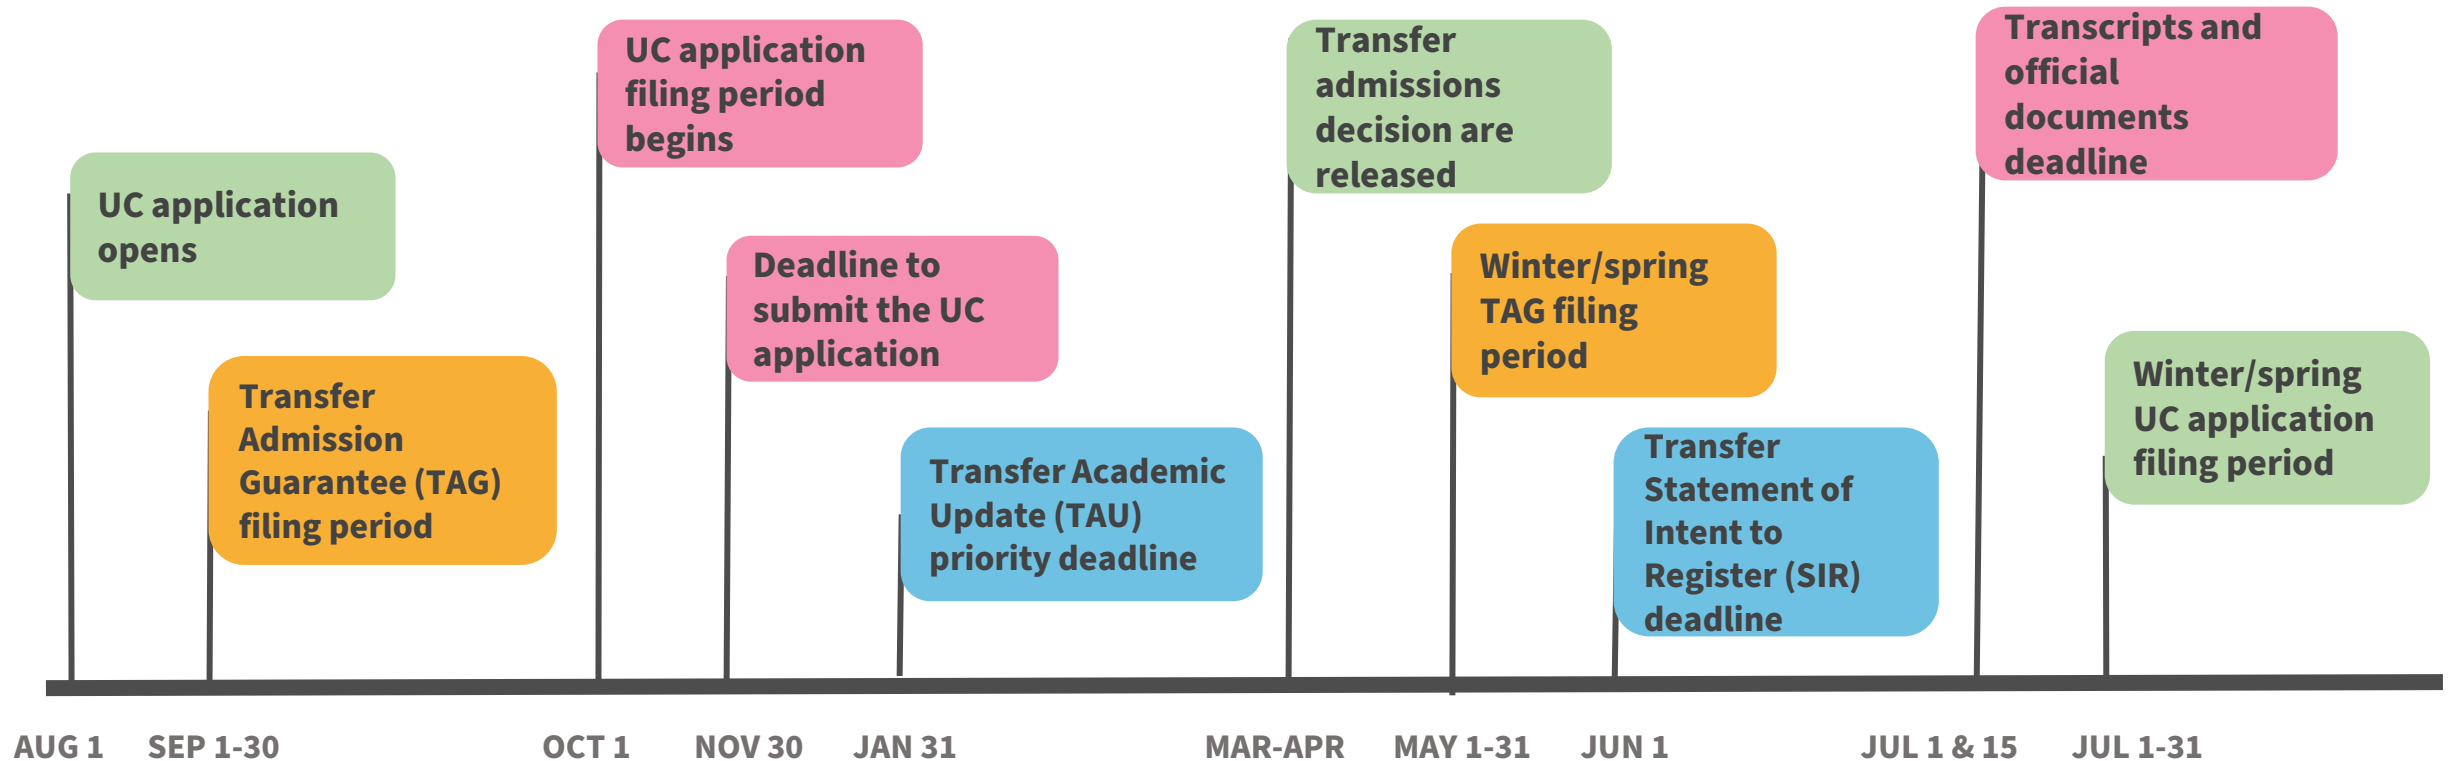 UC application
opens
Transfer
Admission
Guarantee (TAG)
filing period
UC application
filing period
begins
Deadline to
submit the UC
application
Transfer Academic
Update (TAU)
priority deadline
Transfer
admissions
decision are
released
Winter/spring
TAG filing
period
Transfer
Statement of
Intent to
Register (SIR)
deadline
Transcripts and
official
documents
deadline
Winter/spring
UC application
filing period
AUG 1
SEP 1-30
OCT 1
NOV 30
JAN 31
MAR-APR
MAY 1-31
JUN 1
JUL 1 & 15
JUL 1-31